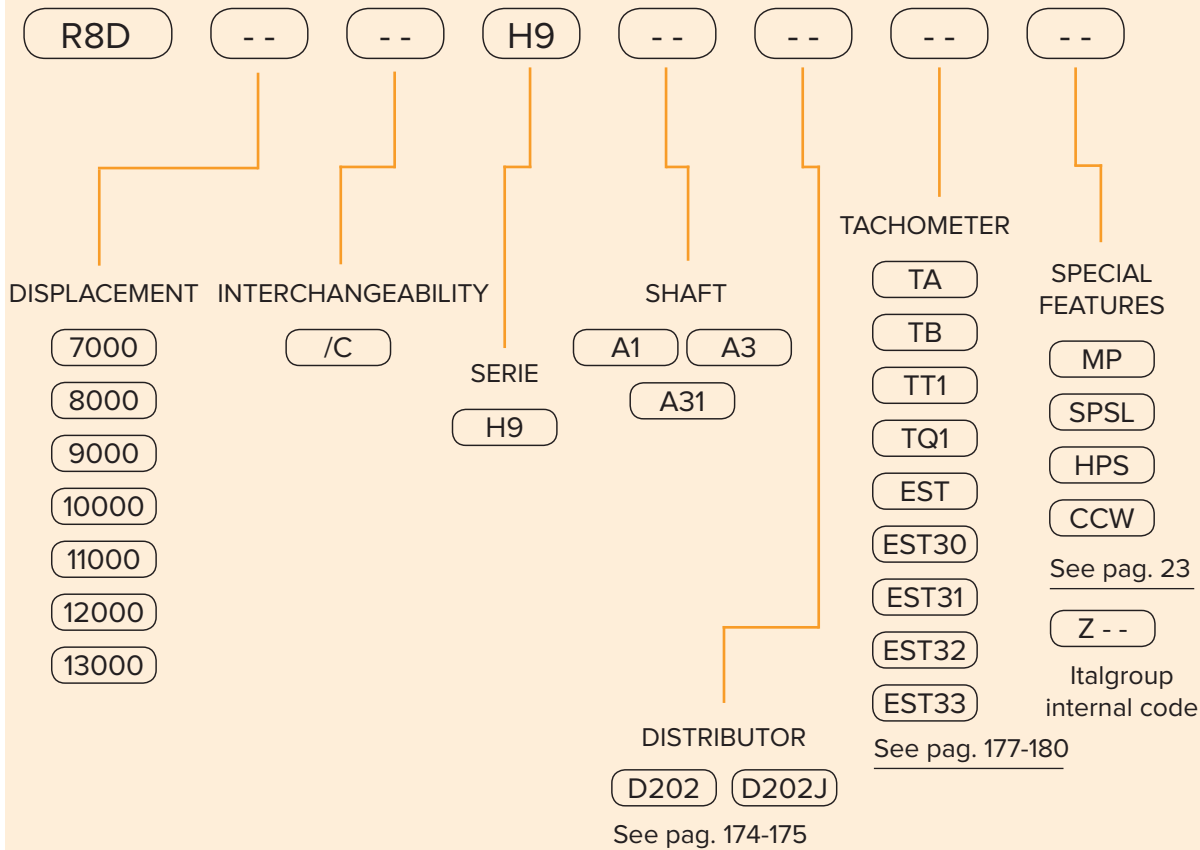 R8D -- -- H9 -- -- -- --
DISPLACEMENT
7000
8000
9000
10000
11000
12000
13000
INTERCHANGEABILITY
/C
SERIE
H9
SHAFT
A1 A3
A31
DISTRIBUTOR
D202 D202J
See pag. 174-175
TACHOMETER
TA
TB
TT1
TQ1
EST
EST30
EST31
EST32
EST33
See pag. 177-180
SPECIAL
FEATURES
MP
SPSL
HPS
CCW
See pag. 23
Z --
Italgroup
internal code